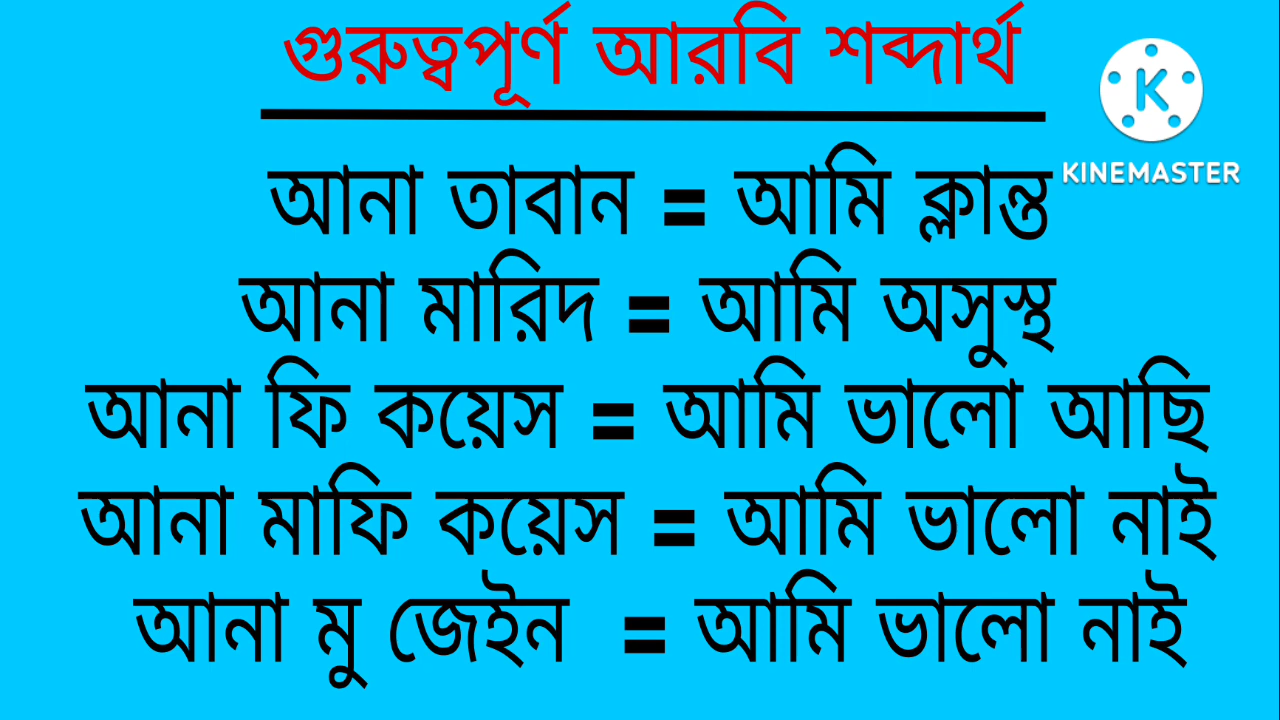 গুরুত্বপূর্ণ আরবি শব্দার্থ
K
KINEMASTER
আনা তাবান = আমি ক্লান্ত
আনা মারিদ = আমি অসুস্থ
আনা ফি কয়েস = আমি ভালো আছি
আনা মাফি কয়েস = আমি ভালো নাই
আনা মু জেইন = আমি ভালো নাই